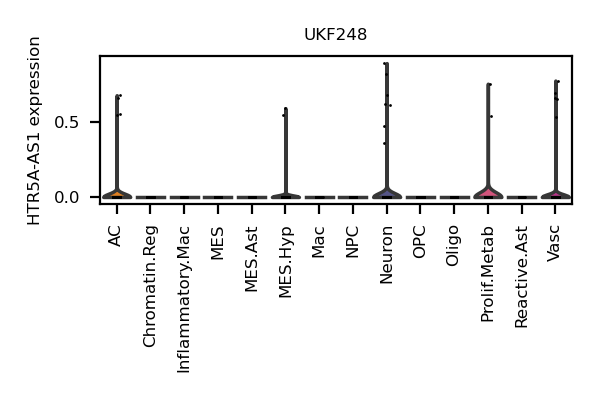 UKF248
HTR5A-AS1 expression
0.5
0.0
AC
Chromatin.Reg
Inflammatory.Mac
MES
MES.Ast
MES.Hyp
Mac
NPC
Neuron
OPC
Oligo
Prolif.Metab
Reactive.Ast
Vasc